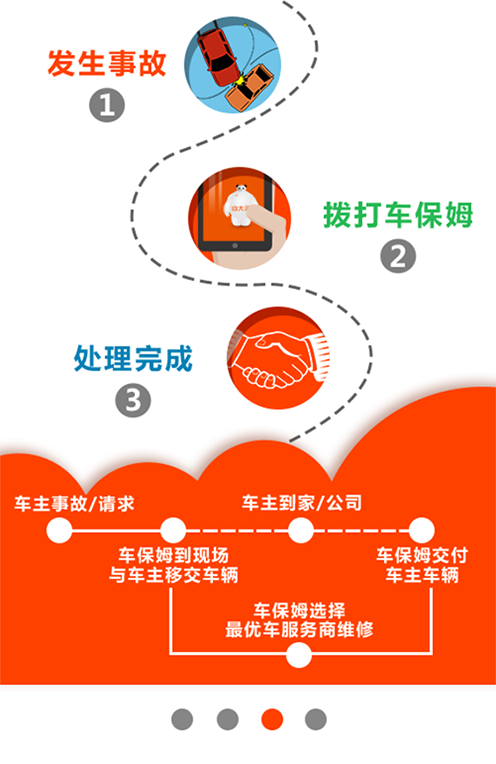 发生事故
1
拨打车保姆
2
处理完成
3
车主事故/请求
车主到家/公司
车保姆到现场
与车主移交车辆
车保姆交付
车主车辆
车保姆选择
最优车服务商维修